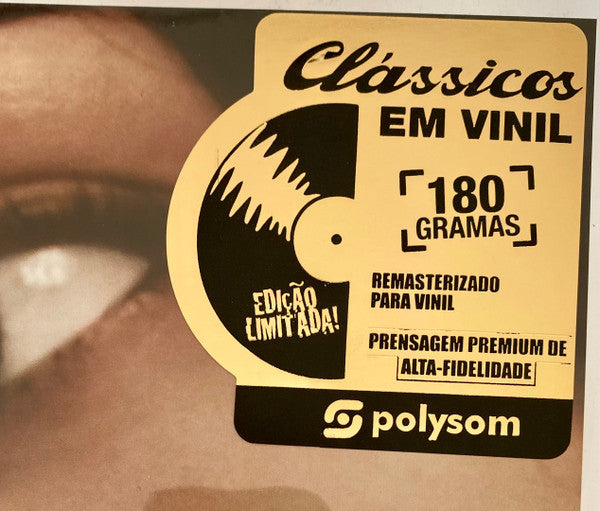 Clássicos
EM VINIL
180
GRAMAS
REMASTERIZADO
PARA VINIL
EDIÇÃO
LIMITADA!
PRENSAGEM PREMIUM DE
ALTA-FIDELIDADE
polysom